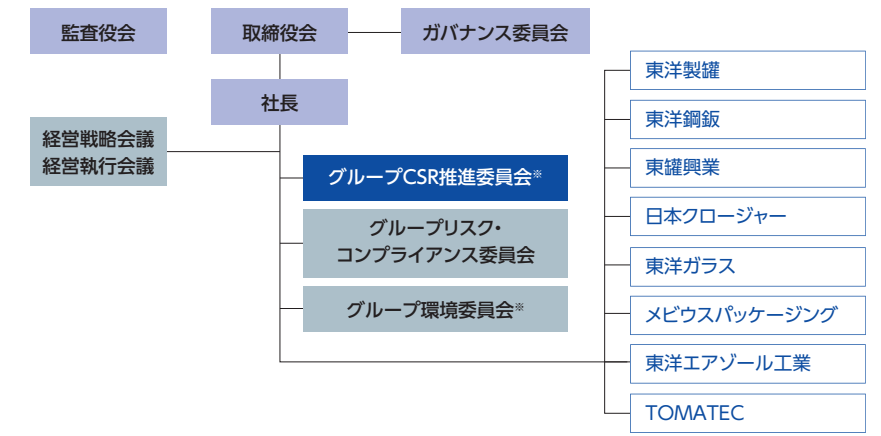 監査役会
取締役会
ガバナンス委員会
社長
経営戦略会議
経営執行会議
グループCSR推進委員会※
グループリスク・
コンプライアンス委員会
グループ環境委員会※
東洋製罐
東洋鋼鈑
東罐興業
日本クロージャー
東洋ガラス
メビウスパッケージング
東洋エアゾール工業
TOMATEC